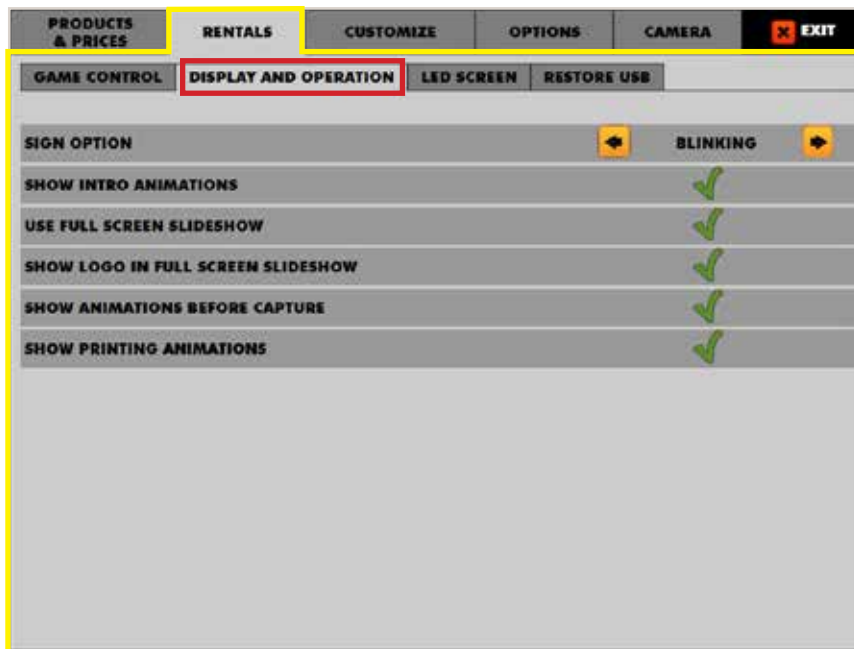 PRODUCTS
& PRICES
RENTALS
CUSTOMIZE
OPTIONS
CAMERA
EXIT
GAME CONTROL
DISPLAY AND OPERATION
LED SCREEN
RESTORE USB
SIGN OPTION
BLINKING
SHOW INTRO ANIMATIONS
USE FULL SCREEN SLIDESHOW
SHOW LOGO IN FULL SCREEN SLIDESHOW
SHOW ANIMATIONS BEFORE CAPTURE
SHOW PRINTING ANIMATIONS